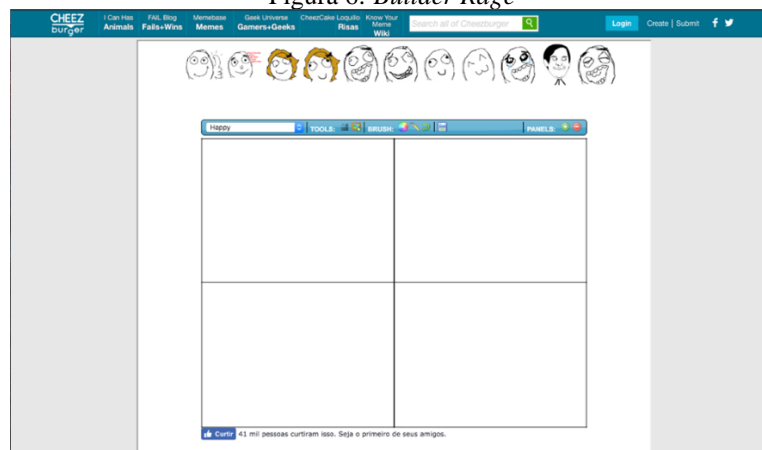 Figura 6: Builder Rage
CHEEZ burger
I Can Has Animals
FAIL Blog Fails+Wins
Memebase Memes
Geek Universe Gamers+Geeks
CheezCake Loquillo Risas
Know Your Meme Wiki
Search all of Cheezburger
Login
Create | Submit
Happy
TOOLS:
BRUSH:
PANELS:
Curtir 41 mil pessoas curtiram isso. Seja o primeiro de seus amigos.